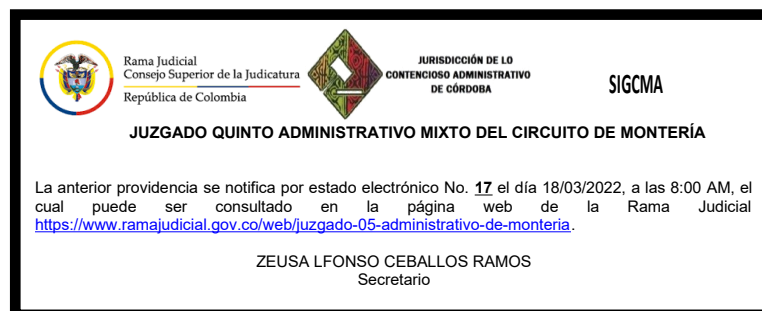 Rama Judicial
Consejo Superior de la Judicatura
República de Colombia
JURISDICCIÓN DE LO
CONTENCIOSO ADMINISTRATIVO
DE CÓRDOBA
SIGCMA
JUZGADO QUINTO ADMINISTRATIVO MIXTO DEL CIRCUITO DE MONTERÍA
La anterior providencia se notifica por estado electrónico No. 17 el día 18/03/2022, a las 8:00 AM, el
cual puede ser consultado en la página web de la Rama Judicial
https://www.ramajudicial.gov.co/web/juzgado-05-administrativo-de-monteria.
ZEUSA LFONSO CEBALLOS RAMOS
Secretario